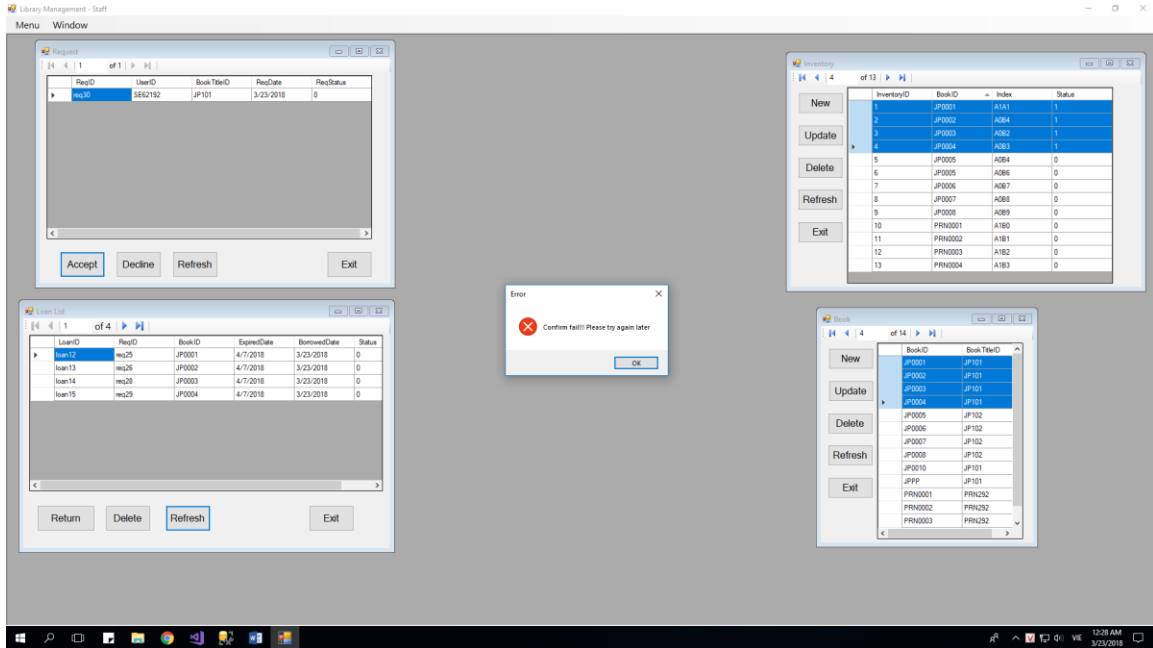 Library Management - Staff
Menu Window
Request
1 of 1
ReqID UserID BookTitleID ReqDate ReqStatus
req30 SE62192 JP101 3/23/2018 0
Accept Decline Refresh Exit
Loan List
1 of 4
LoanID ReqID BookID ExpiredDate BorrowedDate Status
loan12 req25 JP0001 4/7/2018 3/23/2018 0
loan13 req26 JP0002 4/7/2018 3/23/2018 0
loan14 req28 JP0003 4/7/2018 3/23/2018 0
loan15 req29 JP0004 4/7/2018 3/23/2018 0
Return Delete Refresh Exit
Error
Comfirm fail!!! Please try again later
OK
Inventory
4 of 13
New
Update
Delete
Refresh
Exit
InventoryID BookID Index Status
1 JP0001 A1A1 1
2 JP0002 A0B4 1
3 JP0003 A0B2 1
4 JP0004 A0B3 1
5 JP0005 A0B4 0
6 JP0005 A0B6 0
7 JP0006 A0B7 0
8 JP0007 A0B8 0
9 JP0008 A0B9 0
10 PRN0001 A1B0 0
11 PRN0002 A1B1 0
12 PRN0003 A1B2 0
13 PRN0004 A1B3 0
Book
4 of 14
New
Update
Delete
Refresh
Exit
BookID BookTitleID
JP0001 JP101
JP0002 JP101
JP0003 JP101
JP0004 JP101
JP0005 JP102
JP0006 JP102
JP0007 JP102
JP0008 JP102
JP0010 JP101
JPPP JP101
PRN0001 PRN292
PRN0002 PRN292
PRN0003 PRN292
VIE
12:28 AM
3/23/2018